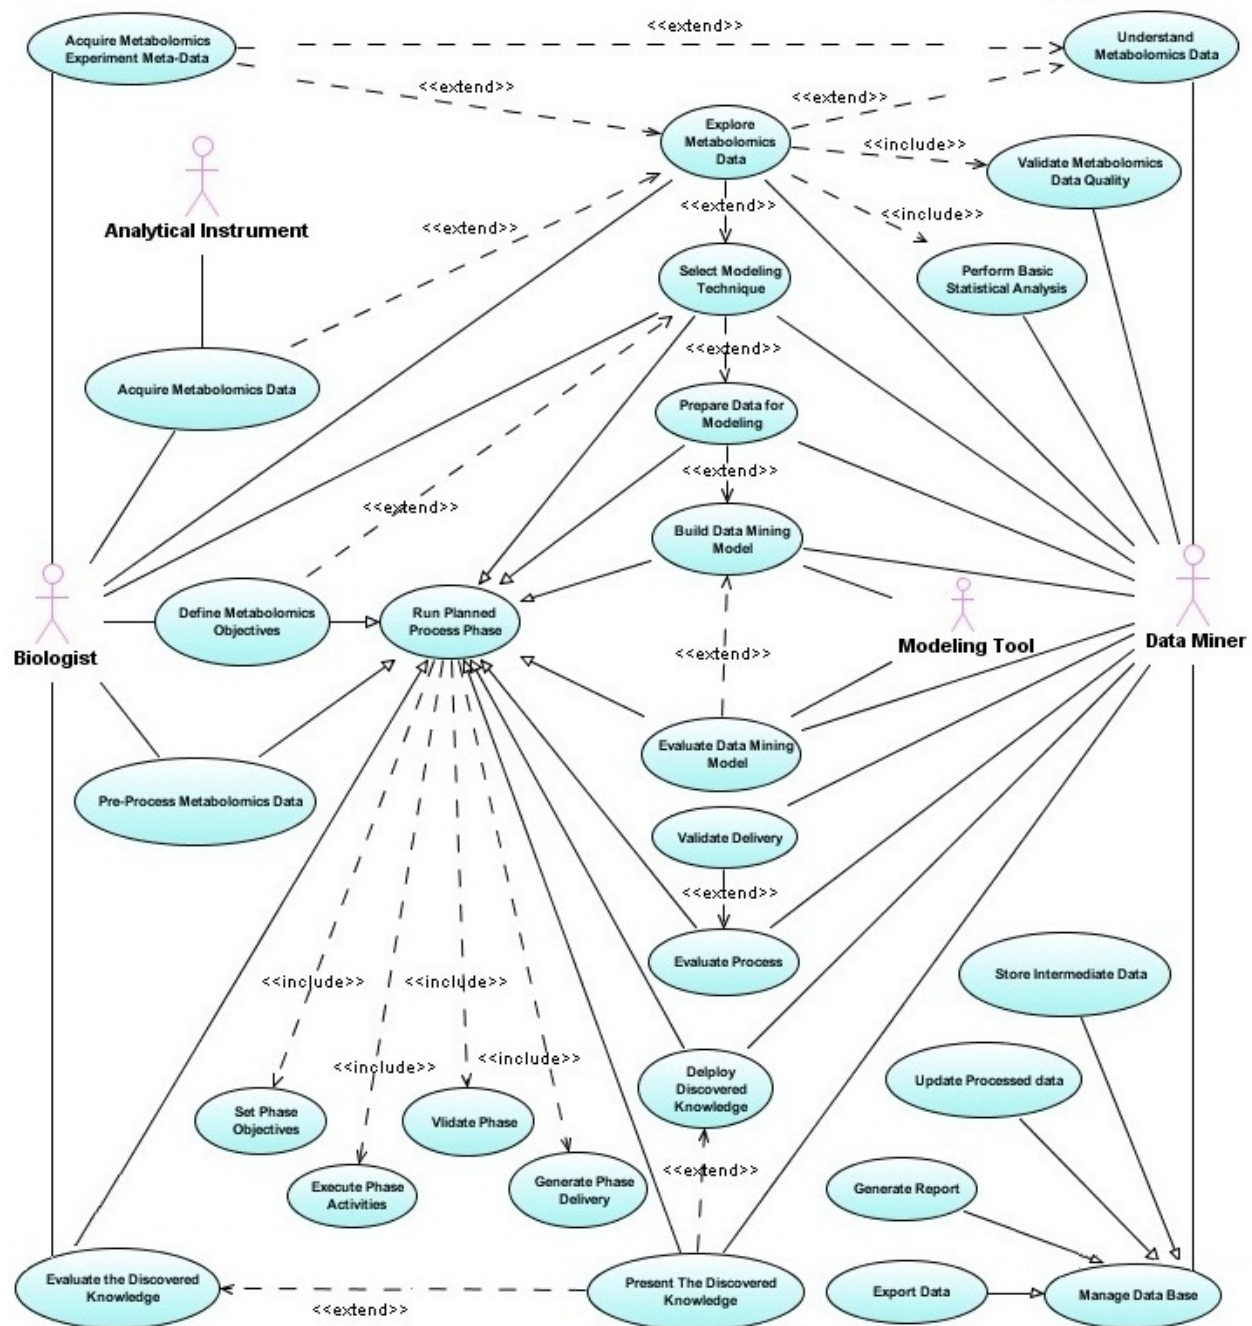 Acquire Metabolomics
Experiment Meta-Data
<<extend>>
Understand
Metabolomics Data
<<extend>>
<<extend>>
Explore
Metabolomics
Data
<<include>>
Validate Metabolomics
Data Quality
Analytical Instrument
<<extend>>
<<extend>>
<<include>>
Select Modeling
Technique
Perform Basic
Statistical Analysis
<<extend>>
Acquire Metabolomics Data
Prepare Data for
Modeling
<<extend>>
<<extend>>
Build Data Mining
Model
Define Metabolomics
Objectives
Run Planned
Process Phase
Biologist
Modeling Tool
Data Miner
<<extend>>
Evaluate Data Mining
Model
Pre-Process Metabolomics Data
Validate Delivery
<<extend>>
Evaluate Process
Store Intermediate Data
<<include>>
<<include>>
<<include>>
<<include>>
Delploy
Discovered
Knowledge
Update Processed data
Set Phase
Objectives
Vlidate Phase
<<extend>>
Execute Phase
Activities
Generate Phase
Delivery
Generate Report
Evaluate the Discovered
Knowledge
<<extend>>
Present The Discovered
Knowledge
Export Data
Manage Data Base